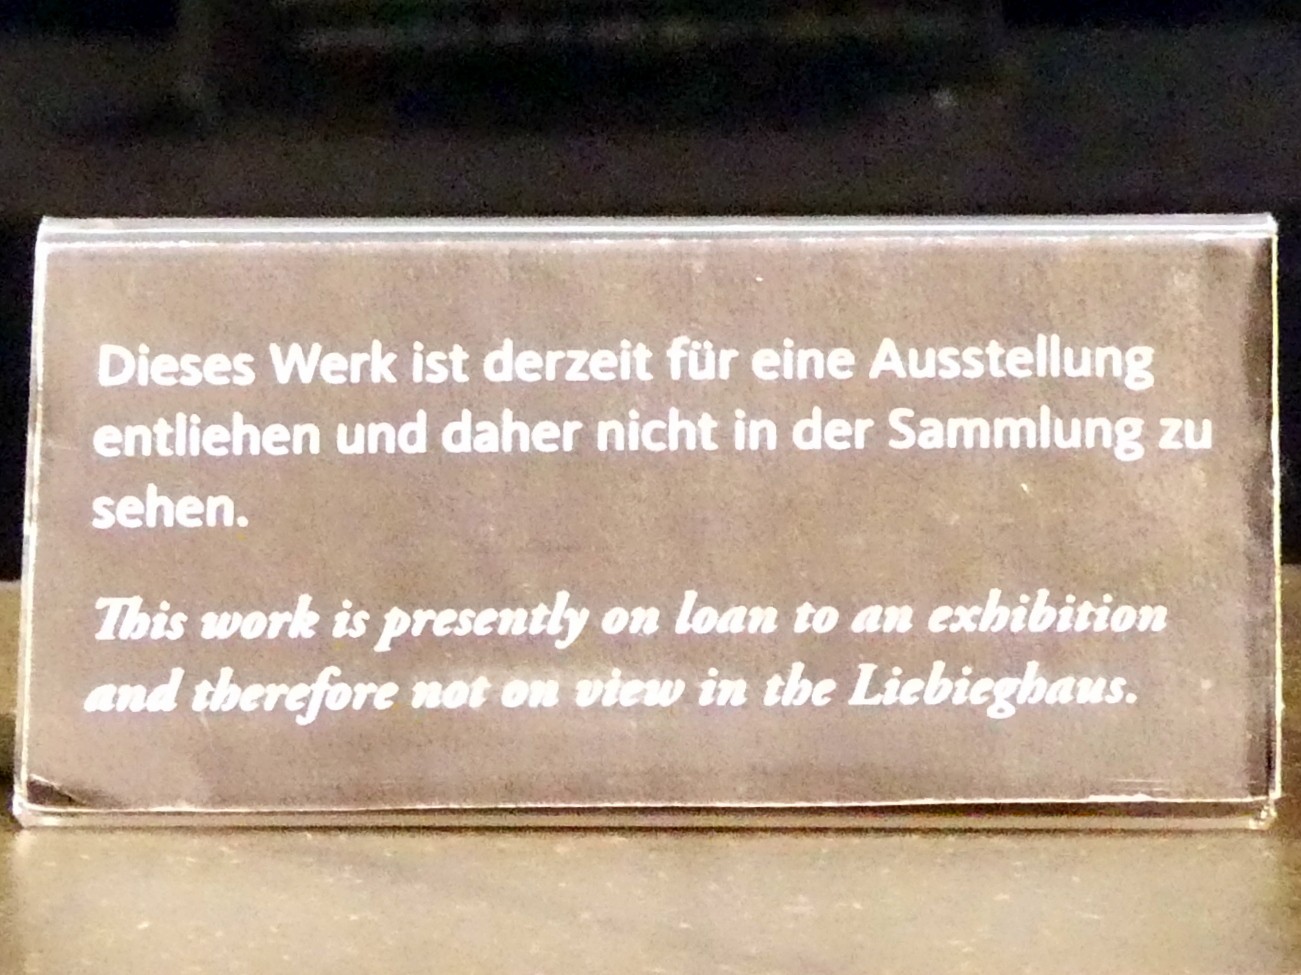 Dieses Werk ist derzeit für eine Ausstellung
entliehen und daher nicht in der Sammlung zu
sehen.
This work is presently on loan to an exhibition
and therefore not on view in the Liebieghaus.